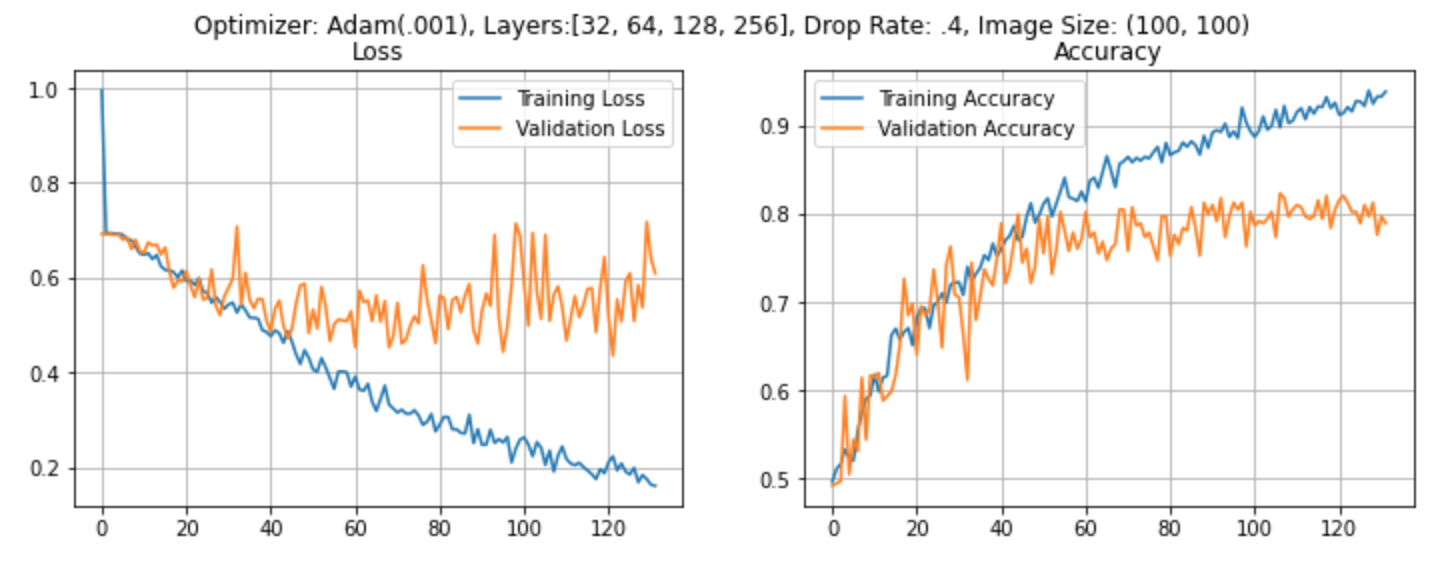 Optimizer: Adam(.001), Layers:[32, 64, 128, 256], Drop Rate: .4, Image Size: (100, 100)
Loss
1.0
0.8
0.6
0.4
0.2
0 20 40 60 80 100 120
Training Loss
Validation Loss
Accuracy
0.9
0.8
0.7
0.6
0.5
0 20 40 60 80 100 120
Training Accuracy
Validation Accuracy